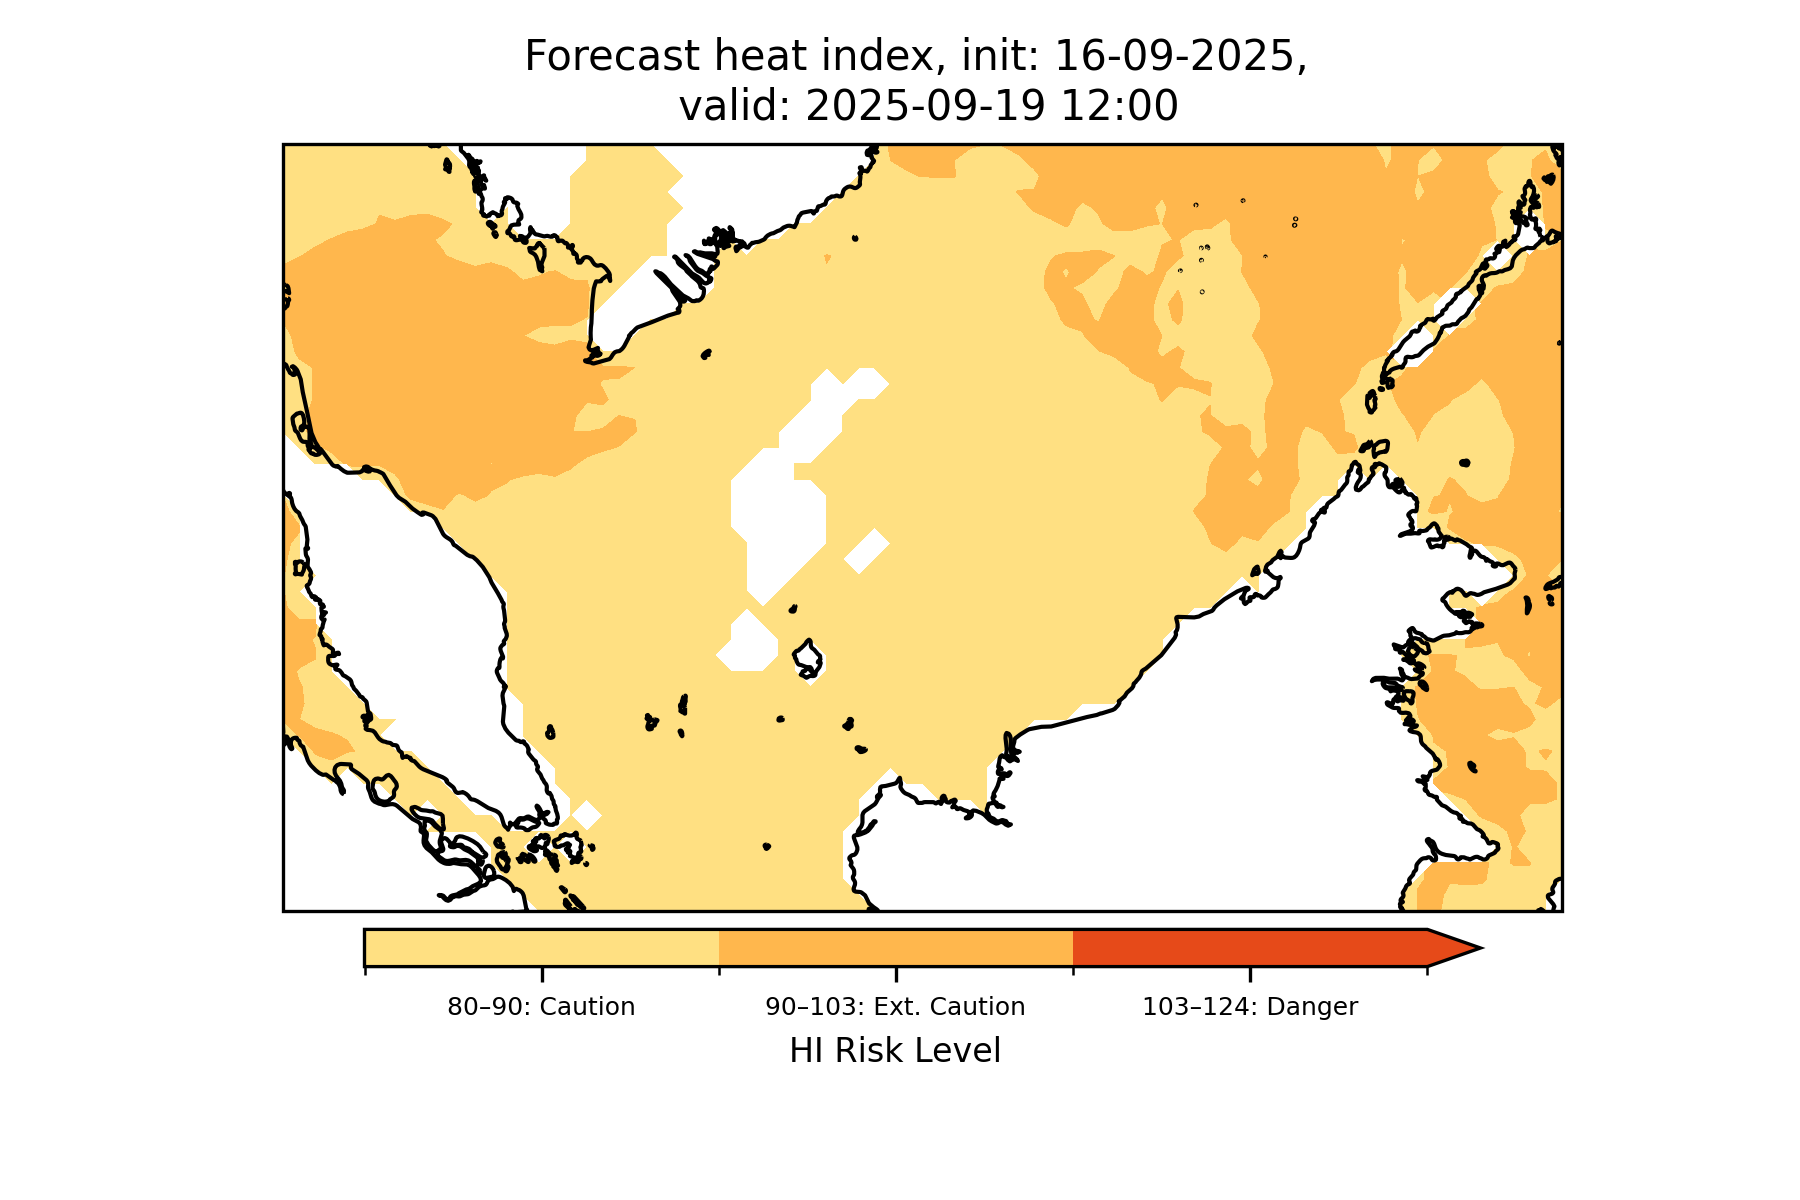 Forecast heat index, init: 16-09-2025,
valid: 2025-09-19 12:00
80–90: Caution
90–103: Ext. Caution
103–124: Danger
HI Risk Level